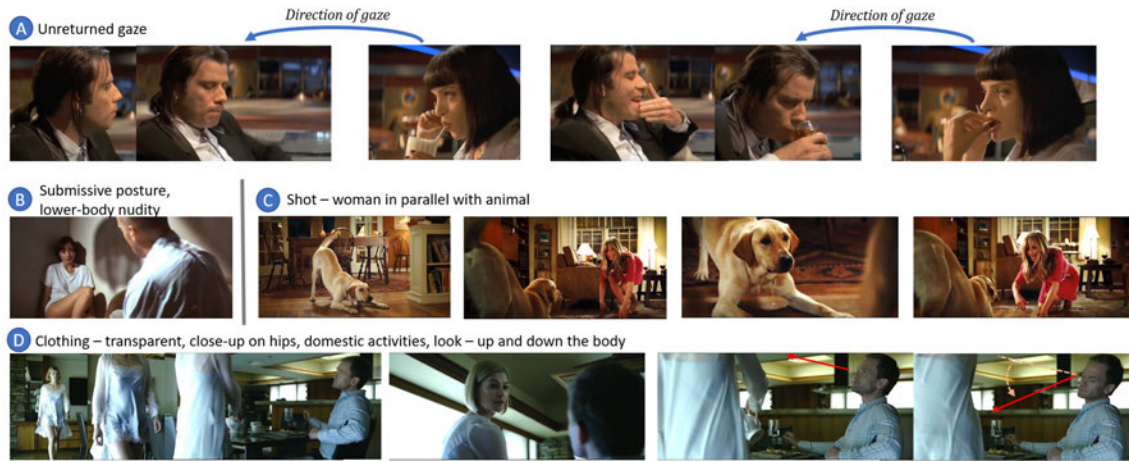 Direction of gaze
Direction of gaze
A Unreturned gaze
B Submissive posture,
lower-body nudity
C Shot – woman in parallel with animal
D Clothing – transparent, close-up on hips, domestic activities, look – up and down the body